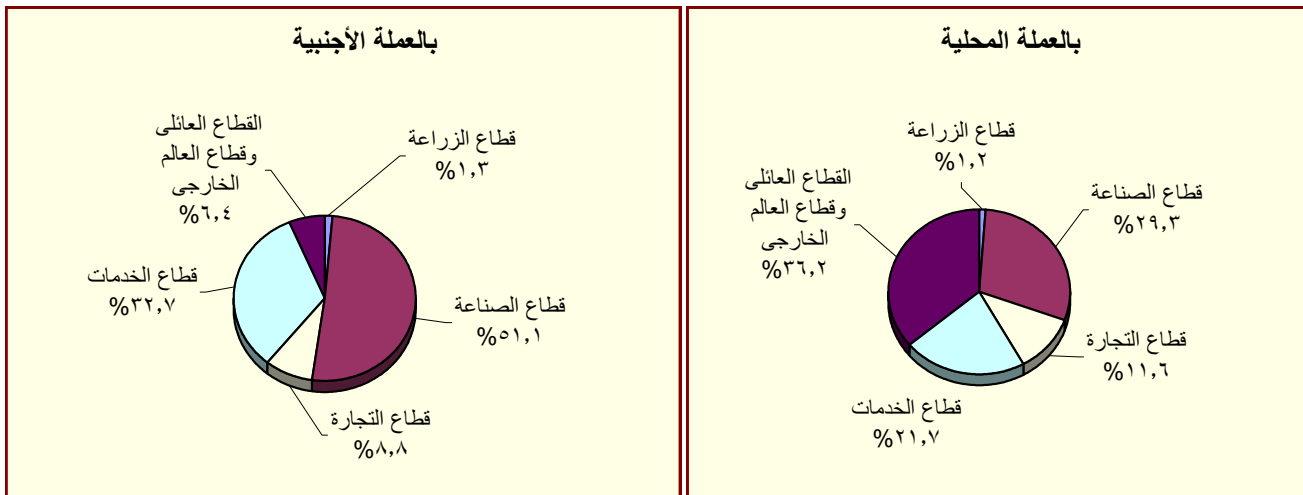 بالعملة المحلية
قطاع الزراعة
%١,٢
قطاع الصناعة
%٢٩,٣
قطاع التجارة
%١١,٦
قطاع الخدمات
%٢١,٧
القطاع العائلى
وقطاع العالم
الخارجى
%٣٦,٢
بالعملة الأجنبية
قطاع الزراعة
%١,٣
قطاع الصناعة
%٥١,١
قطاع التجارة
%٨,٨
قطاع الخدمات
%٣٢,٧
القطاع العائلى
وقطاع العالم
الخارجى
%٦,٤